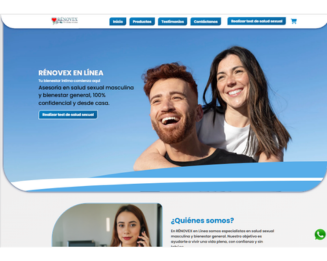 RÉNOVEX
Inicio
Productos
Testimonios
Contáctanos
Realizar test de salud sexual
RÉNOVEX EN LÍNEA
Tu bienestar íntimo comienza aquí
Asesoría en salud sexual masculina
y bienestar general, 100%
confidencial y desde casa.
Realizar test de salud sexual
¿Quiénes somos?
En RÉNOVEX en Línea somos especialistas en salud sexual
masculina y bienestar general. Nuestro objetivo es
ayudarte a vivir una vida plena, con confianza y sin